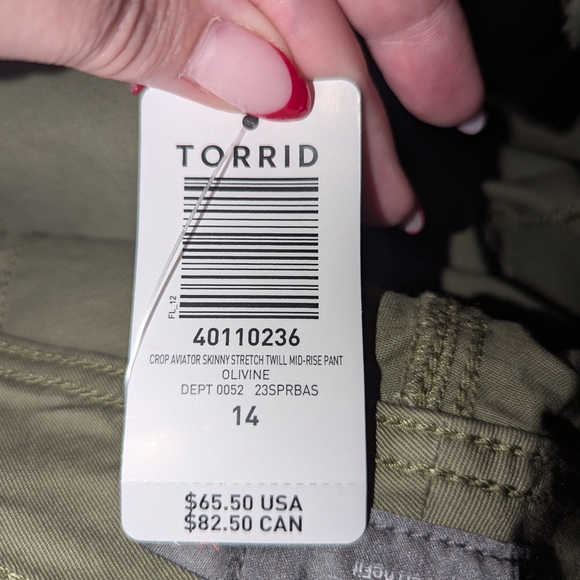 TORRID
FL_12
40110236
CROP AVIATOR SKINNY STRETCH TWILL MID-RISE PANT
OLIVINE
DEPT 0052 23SPRBAS
14
$65.50 USA
$82.50 CAN